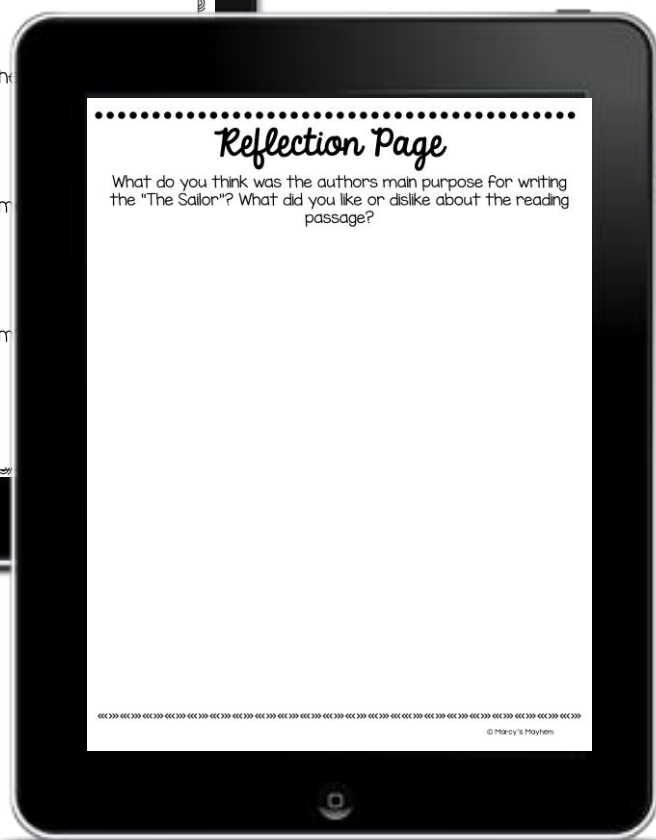 Reflection Page
What do you think was the authors main purpose for writing
the "The Sailor"? What did you like or dislike about the reading
passage?
© Marcy's Mayhem